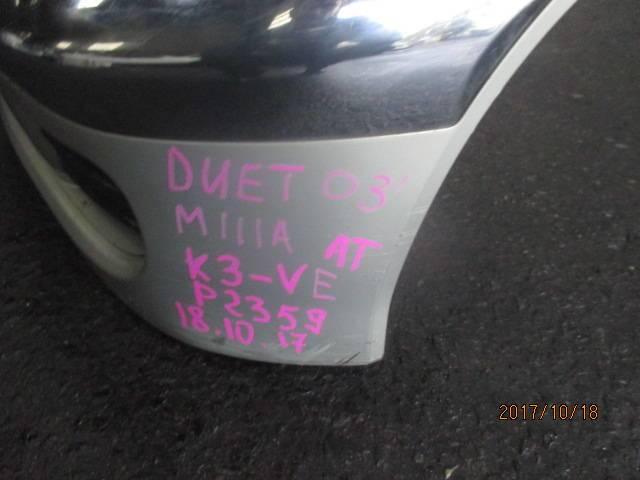 DUET 03'
M111A AT
K3-VE
P2359
18.10.17
2017/10/18